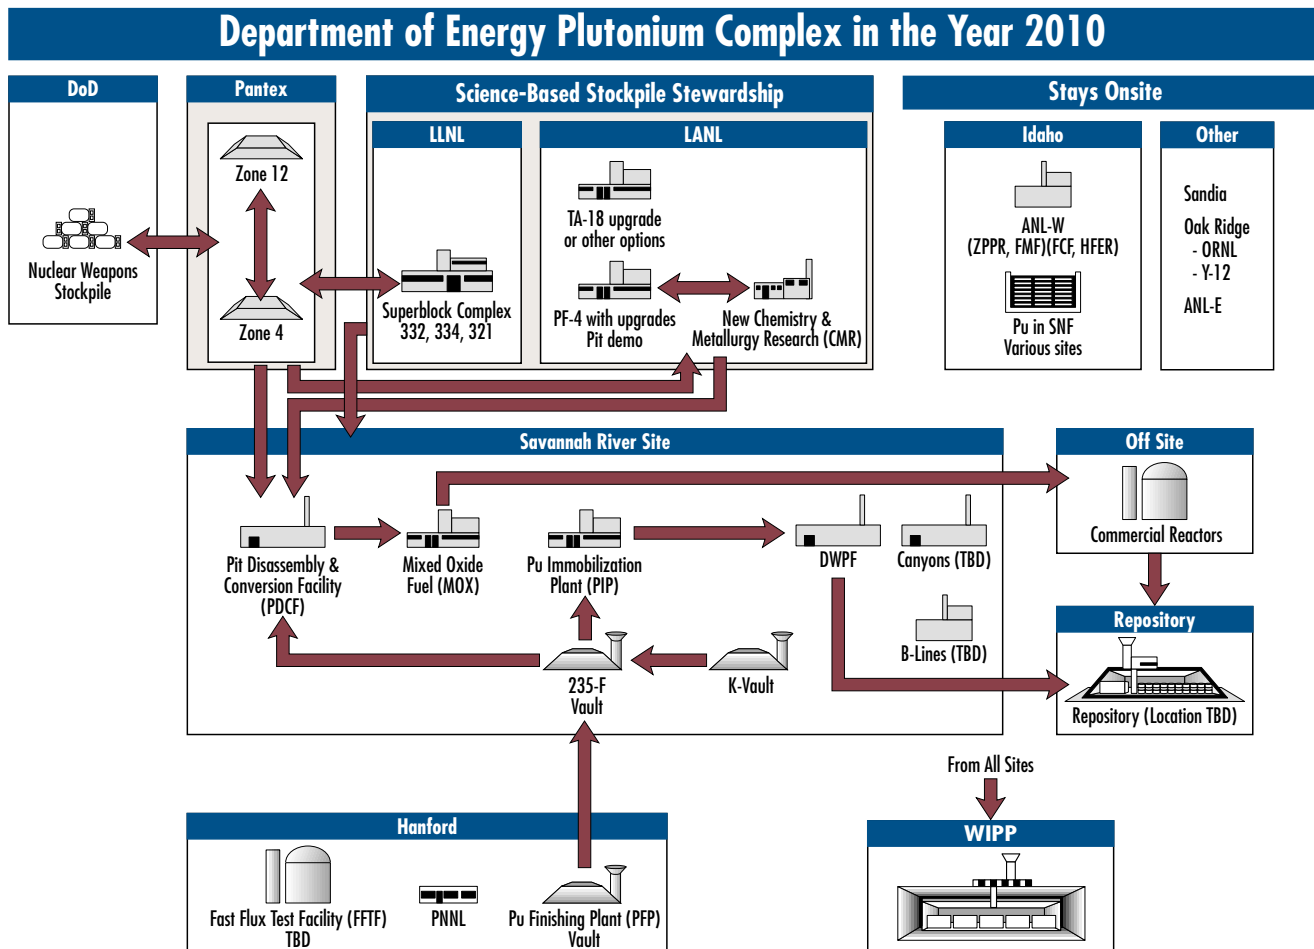 Department of Energy Plutonium Complex in the Year 2010
DoD
Nuclear Weapons
Stockpile
Pantex
Zone 12
Zone 4
Science-Based Stockpile Stewardship
LLNL
Superblock Complex
332, 334, 321
LANL
TA-18 upgrade
or other options
PF-4 with upgrades
Pit demo
New Chemistry &
Metallurgy Research (CMR)
Stays Onsite
Idaho
ANL-W
(ZPPR, FMF)(FCF, HFER)
Pu in SNF
Various sites
Other
Sandia
Oak Ridge
- ORNL
- Y-12
ANL-E
Savannah River Site
Pit Disassembly &
Conversion Facility
(PDCF)
Mixed Oxide
Fuel (MOX)
Pu Immobilization
Plant (PIP)
DWPF
Canyons (TBD)
B-Lines (TBD)
235-F
Vault
K-Vault
Off Site
Commercial Reactors
Repository
Repository (Location TBD)
From All Sites
WIPP
Hanford
Fast Flux Test Facility (FFTF)
TBD
PNNL
Pu Finishing Plant (PFP)
Vault